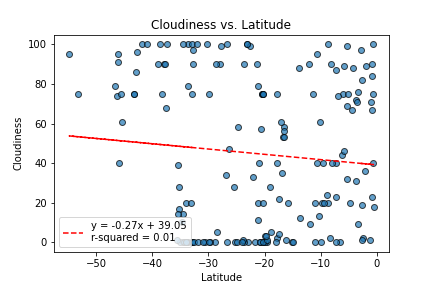 Cloudiness vs. Latitude
100
80
60
40
20
0
Cloudiness
y = -0.27x + 39.05
r-squared = 0.01
−50 −40 −30 −20 −10 0
Latitude